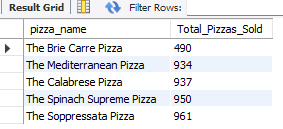 Result Grid Filter Rows:
pizza_name Total_Pizzas_Sold
The Brie Carre Pizza 490
The Mediterranean Pizza 934
The Calabrese Pizza 937
The Spinach Supreme Pizza 950
The Soppressata Pizza 961